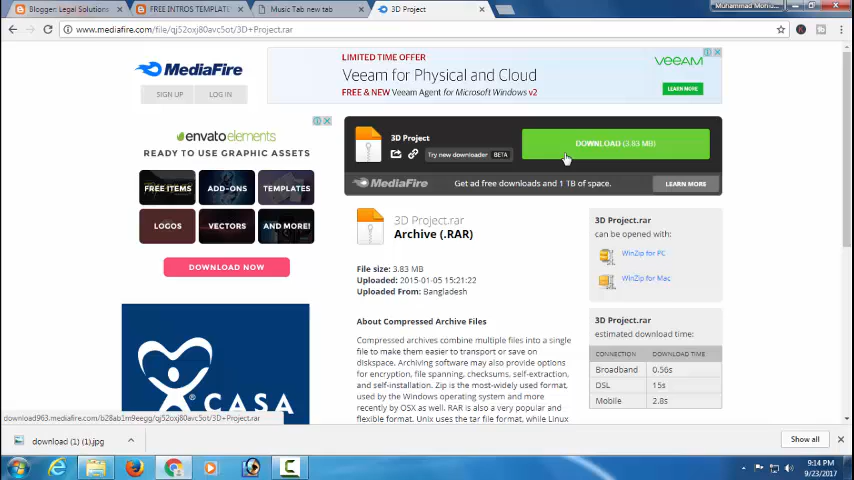 Blogger: Legal Solutions
FREE INTROS TEMPLAT
Music Tab new tab
3D Project
www.mediafire.com/file/qj52oxj80avc5ot/3D+Project.rar
MediaFire
SIGN UP
LOG IN
LIMITED TIME OFFER
Veeam for Physical and Cloud
FREE & NEW Veeam Agent for Microsoft Windows v2
VEEAM
LEARN MORE
envato elements
READY TO USE GRAPHIC ASSETS
FREE ITEMS
ADD-ONS
TEMPLATES
LOGOS
VECTORS
AND MORE!
DOWNLOAD NOW
CASA
3D Project
Try new downloader BETA
DOWNLOAD (3.83 MB)
MediaFire
Get ad free downloads and 1 TB of space.
LEARN MORE
3D Project.rar
Archive (.RAR)
File size: 3.83 MB
Uploaded: 2015-01-05 15:21:22
Uploaded From: Bangladesh
About Compressed Archive Files
Compressed archives combine multiple files into a single
file to make them easier to transport or save on
diskspace. Archiving software may also provide options
for encryption, file spanning, checksums, self-extraction,
and self-installation. Zip is the most-widely used format,
used by the Windows operating system and more
recently by OSX as well. RAR is also a very popular and
flexible format. Unix uses the tar file format, while Linux
3D Project.rar
can be opened with:
WinZip for PC
WinZip for Mac
3D Project.rar
estimated download time:
CONNECTION DOWNLOAD TIME
Broadband 0.56s
DSL 15s
Mobile 2.8s
download963.mediafire.com/b28ab1m9eegg/qj52oxj80avc5ot/3D+Project.rar
download (1) (1).jpg
Show all
9:14 PM
9/23/2017